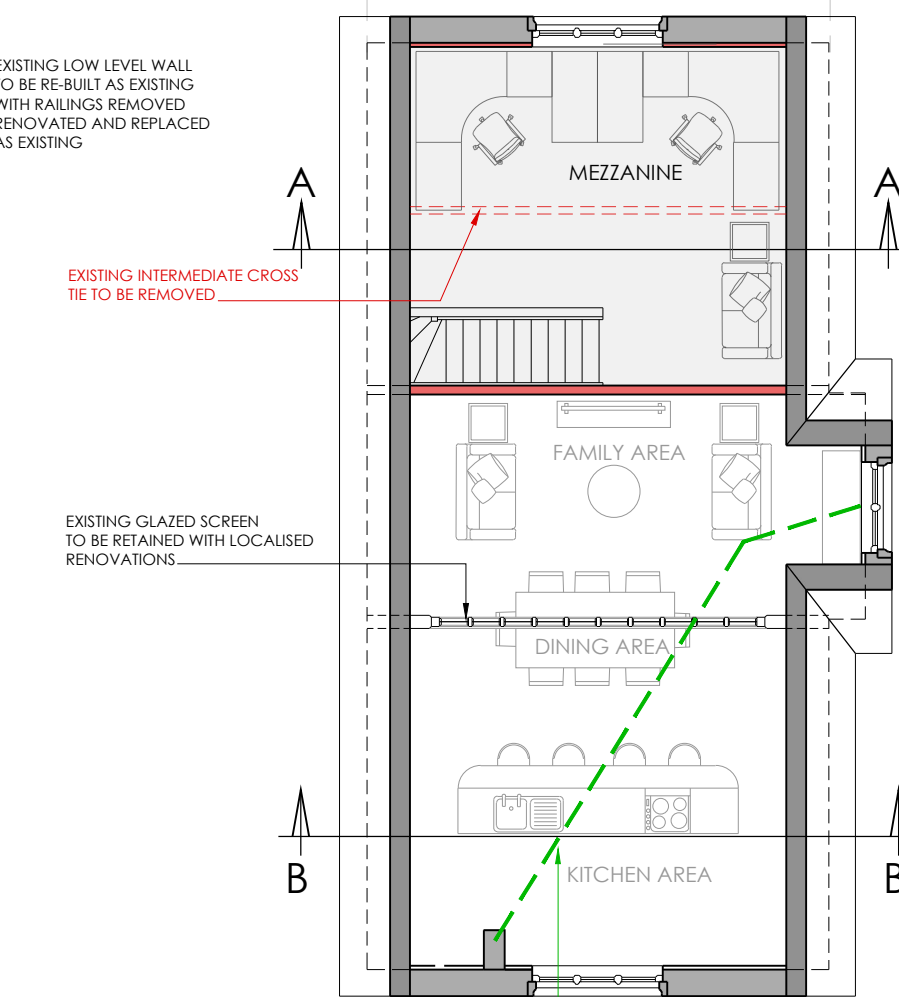 EXISTING LOW LEVEL WALL
TO BE RE-BUILT AS EXISTING
WITH RAILINGS REMOVED
RENOVATED AND REPLACED
AS EXISTING
MEZZANINE
A
A
EXISTING INTERMEDIATE CROSS
TIE TO BE REMOVED
FAMILY AREA
EXISTING GLAZED SCREEN
TO BE RETAINED WITH LOCALISED
RENOVATIONS
DINING AREA
KITCHEN AREA
B
B